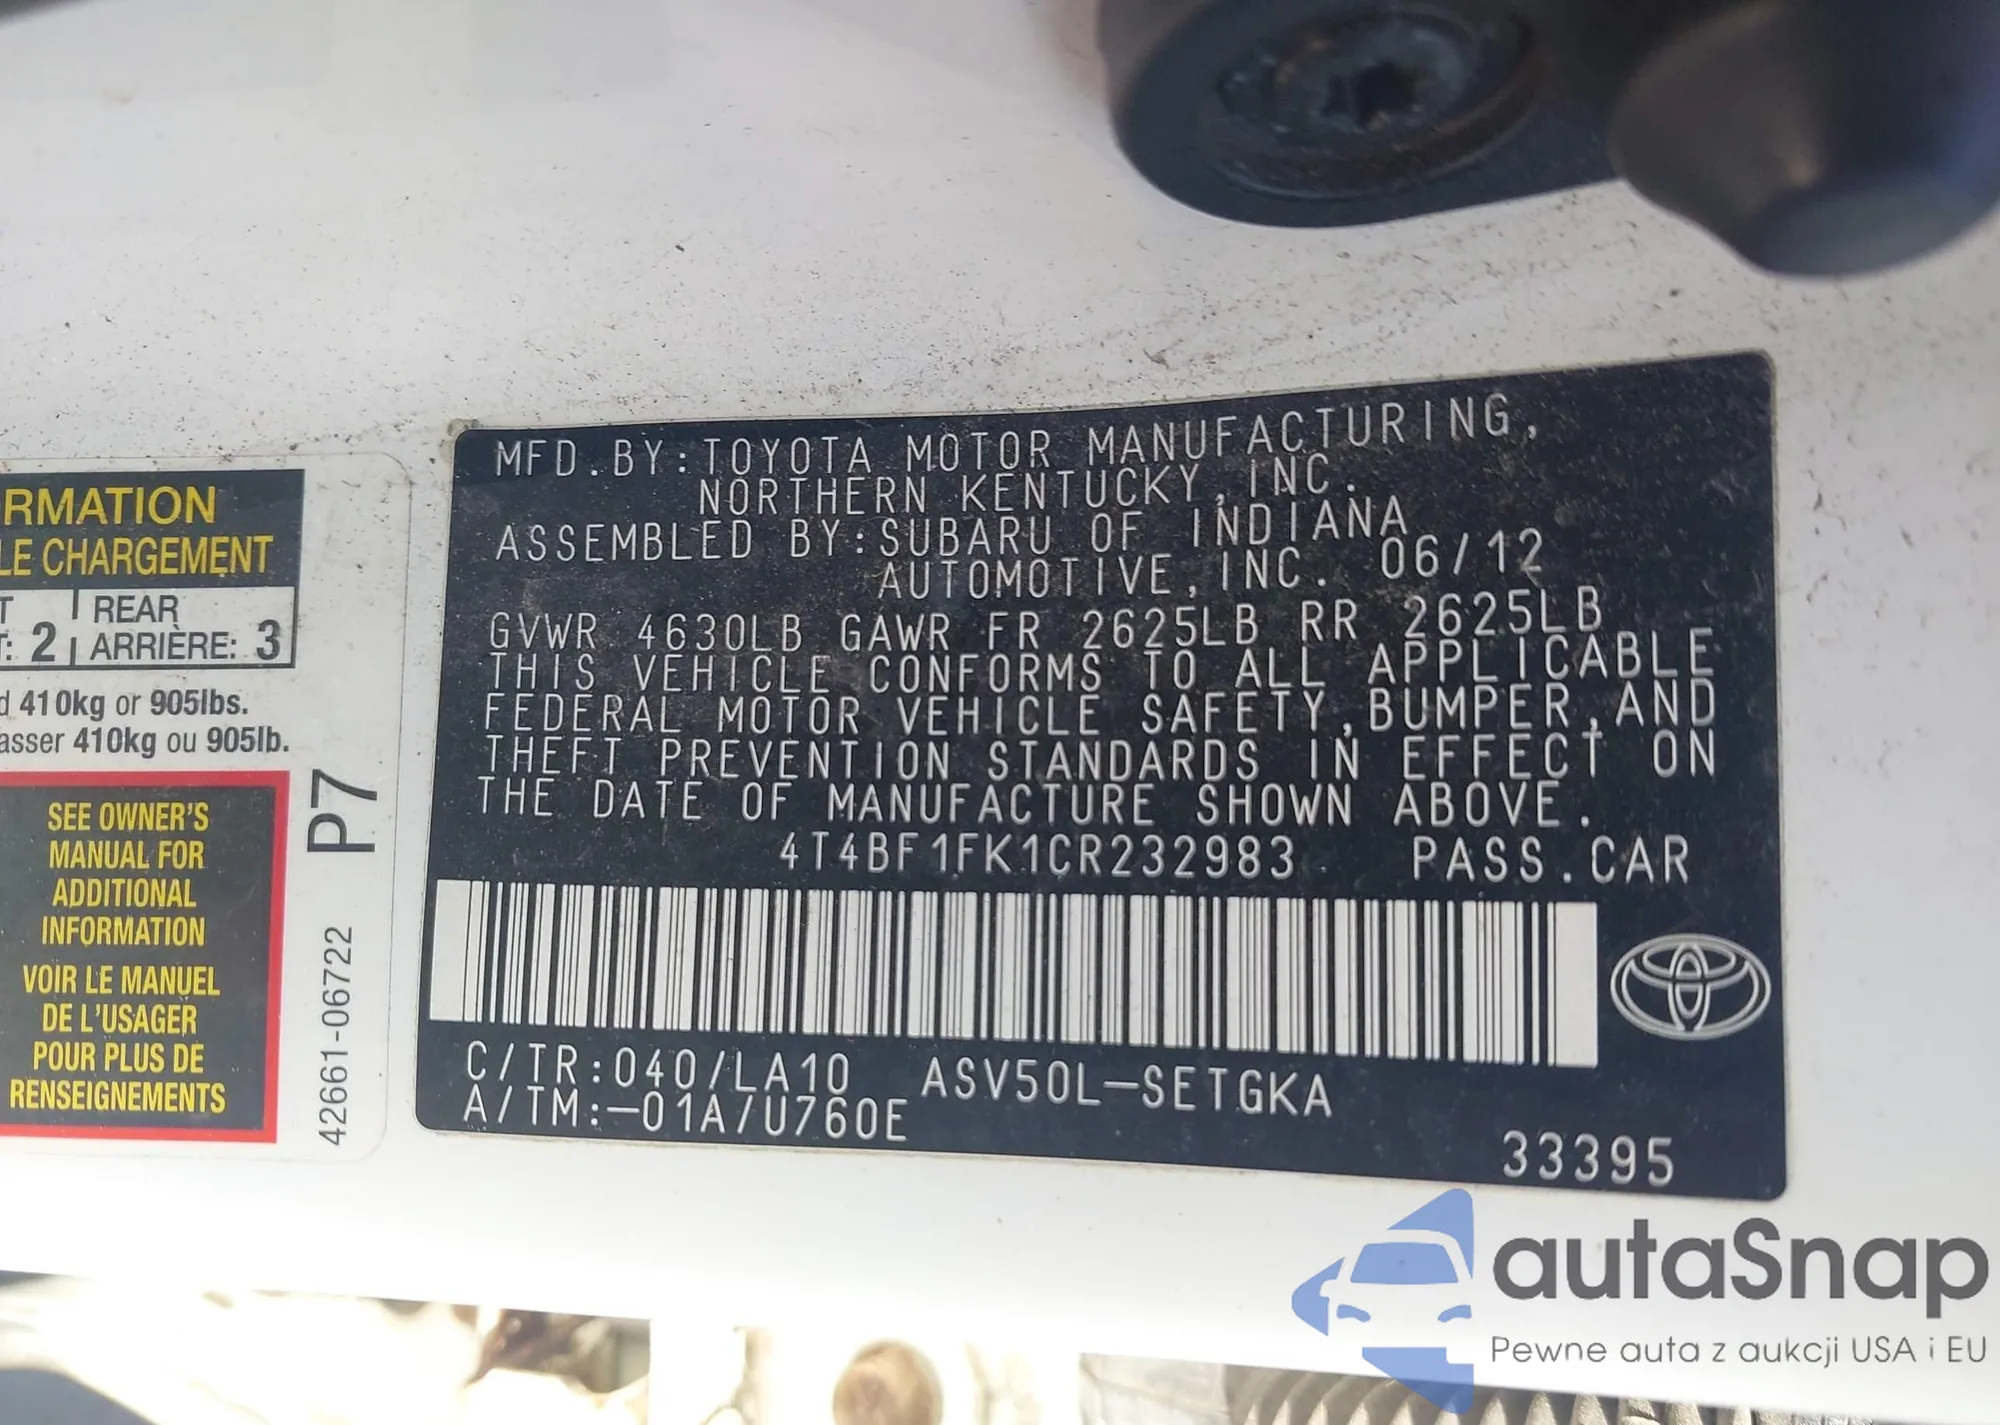 RMATION
LE CHARGEMENT
T REAR
T: 2 ARRIÈRE: 3
d 410kg or 905lbs.
asser 410kg ou 905lb.
SEE OWNER'S
MANUAL FOR
ADDITIONAL
INFORMATION
VOIR LE MANUEL
DE L'USAGER
POUR PLUS DE
RENSEIGNEMENTS
P7
42661-06722
MFD.BY:TOYOTA MOTOR MANUFACTURING,
NORTHERN KENTUCKY,INC.
ASSEMBLED BY:SUBARU OF INDIANA
AUTOMOTIVE,INC. 06/12
GVWR 4630LB GAWR FR 2625LB RR 2625LB
THIS VEHICLE CONFORMS TO ALL APPLICABLE
FEDERAL MOTOR VEHICLE SAFETY,BUMPER,AND
THEFT PREVENTION STANDARDS IN EFFECT ON
THE DATE OF MANUFACTURE SHOWN ABOVE.
4T4BF1FK1CR232983 PASS.CAR
C/TR:040/LA10 ASV50L-SETGKA
A/TM:-01A/U760E
33395
autaSnap
Pewne auta z aukcji USA i EU